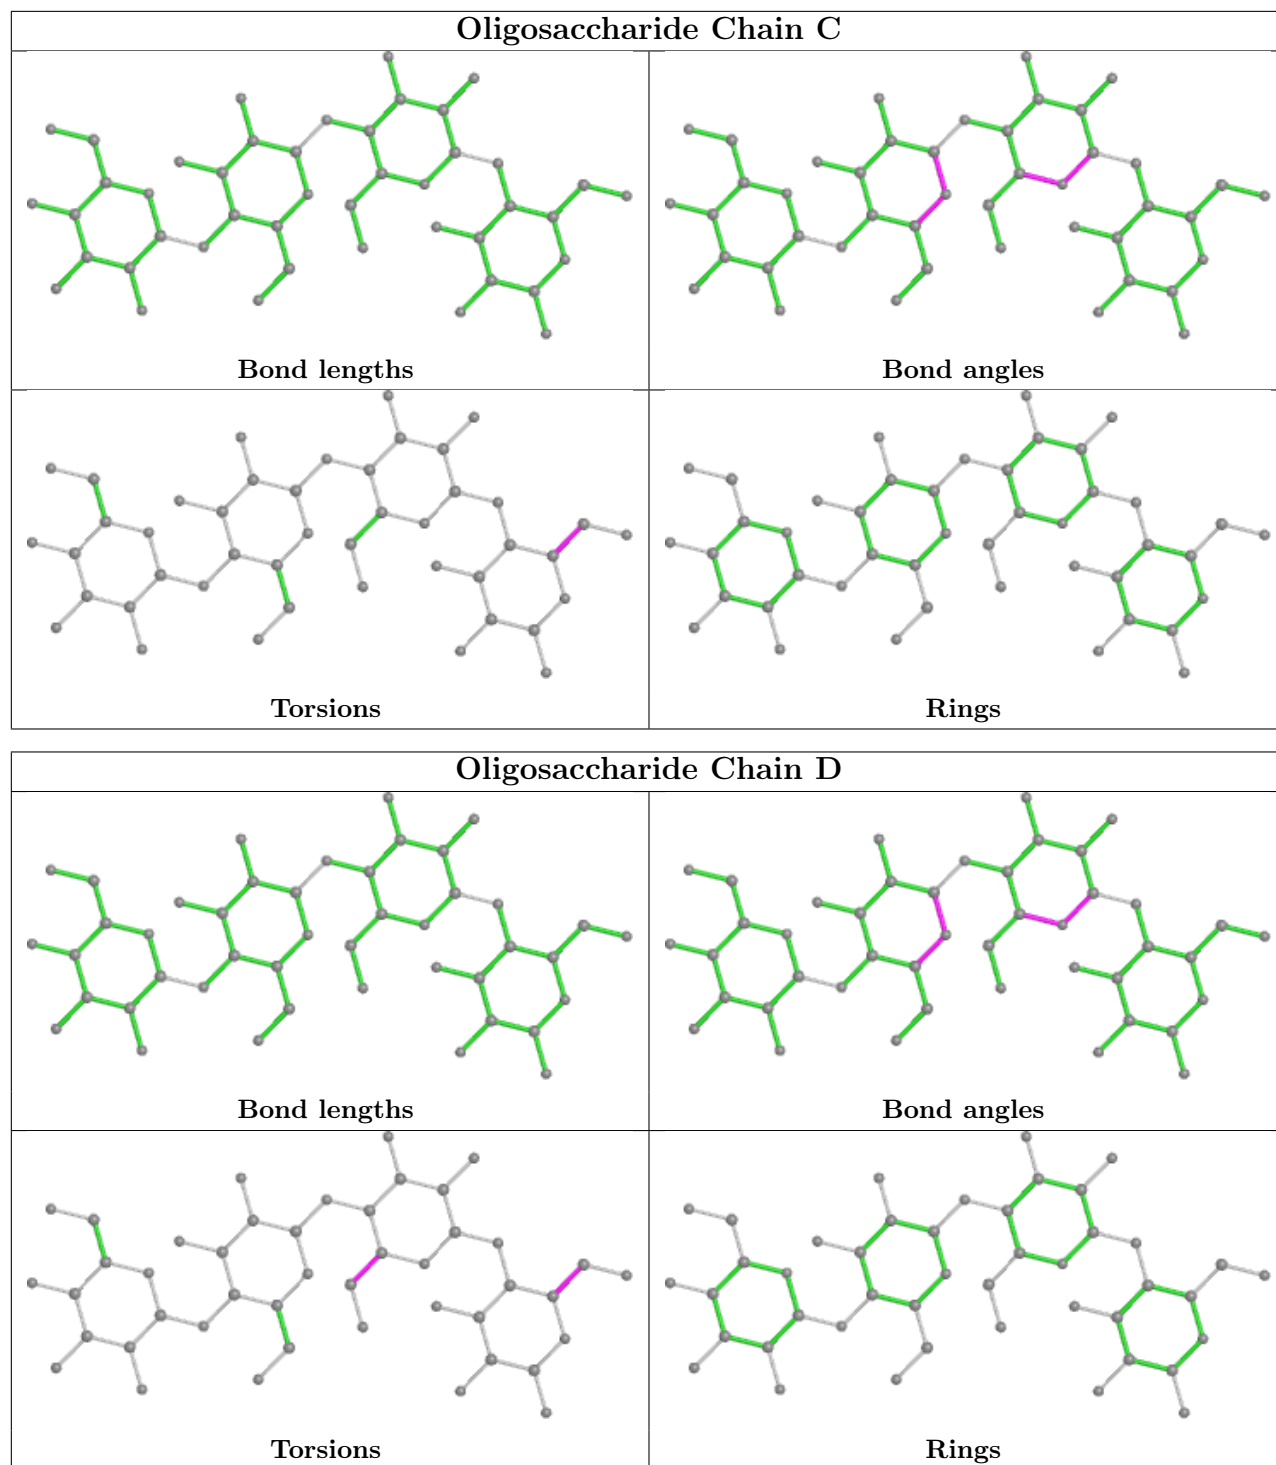 Oligosaccharide Chain C
Bond lengths
Bond angles
Torsions
Rings
Oligosaccharide Chain D
Bond lengths
Bond angles
Torsions
Rings